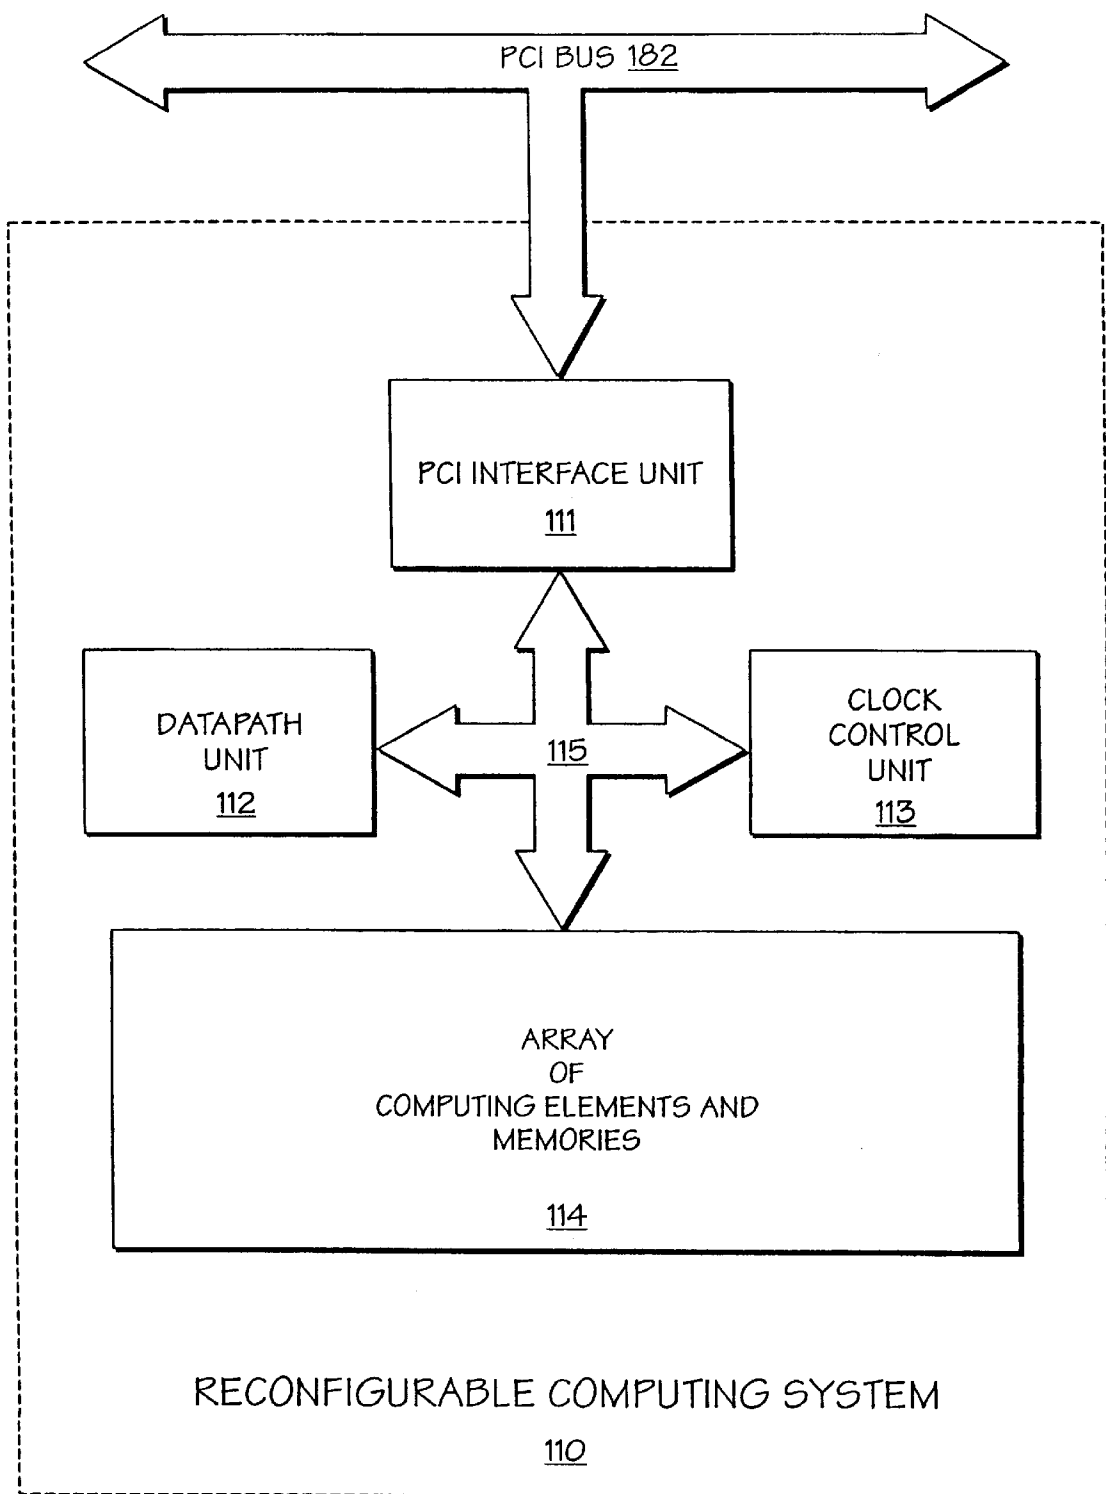 PCI BUS 182
PCI INTERFACE UNIT
111
DATAPATH
UNIT
112
115
CLOCK
CONTROL
UNIT
113
ARRAY
OF
COMPUTING ELEMENTS AND
MEMORIES
114
RECONFIGURABLE COMPUTING SYSTEM
110